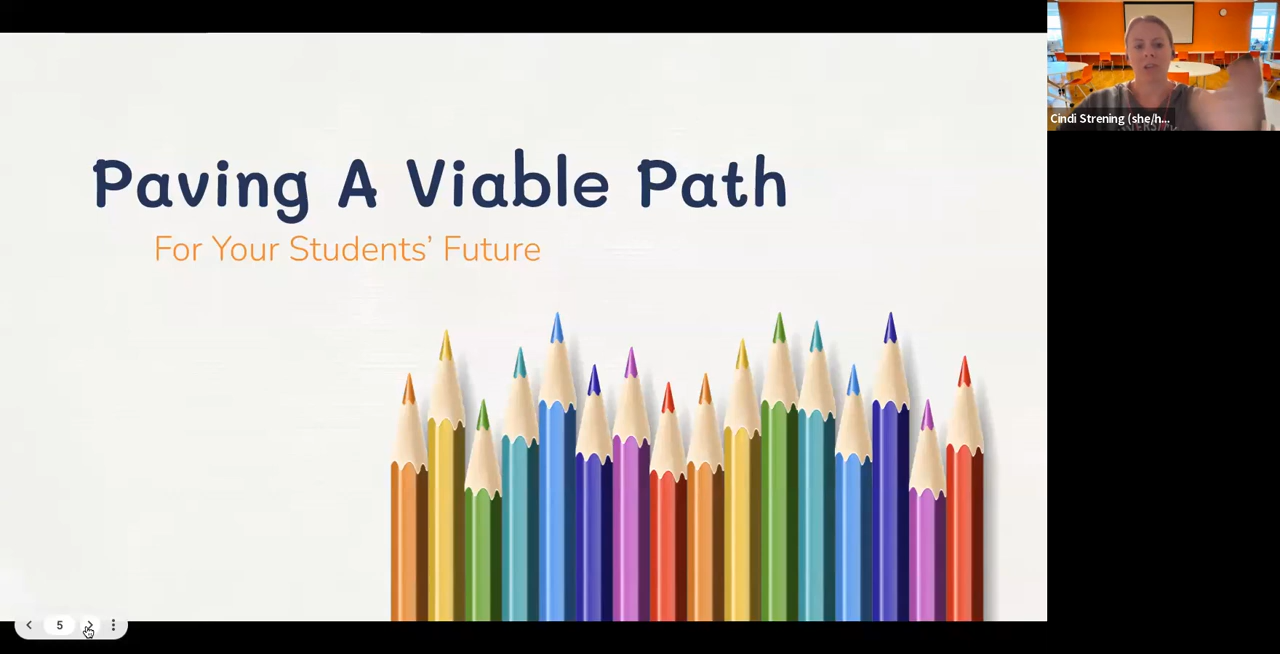 Paving A Viable Path
For Your Students’ Future
Cindi Strening (she/h...
5